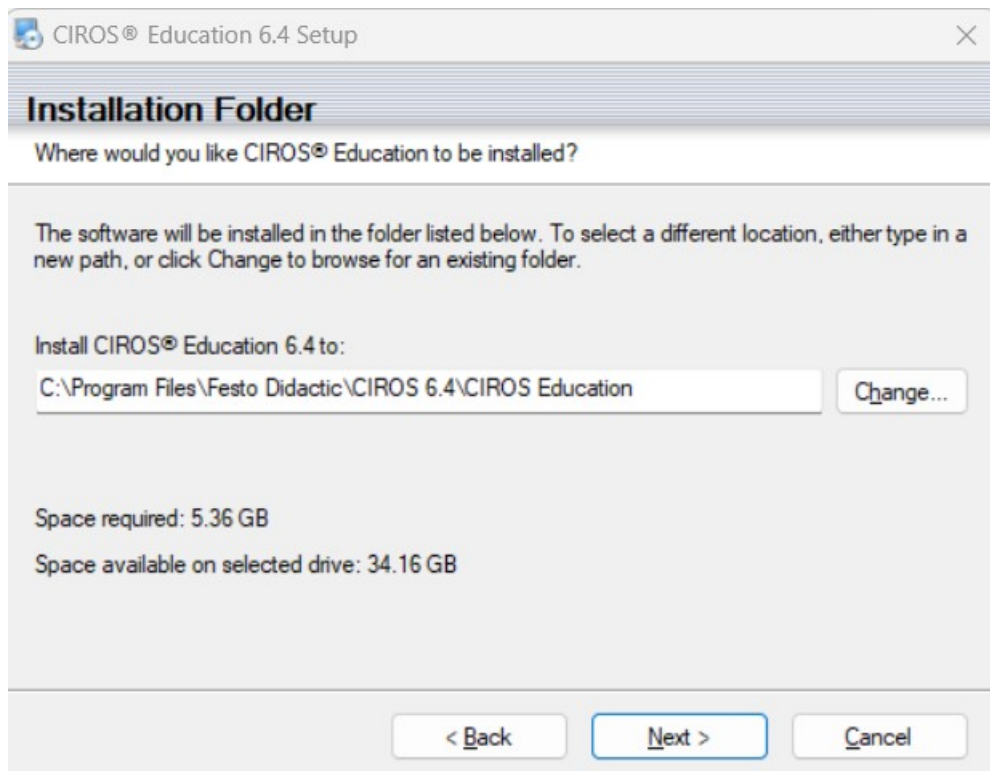 CIROS® Education 6.4 Setup
Installation Folder
Where would you like CIROS® Education to be installed?
The software will be installed in the folder listed below. To select a different location, either type in a
new path, or click Change to browse for an existing folder.
Install CIROS® Education 6.4 to:
C:\Program Files\Festo Didactic\CIROS 6.4\CIROS Education
Change...
Space required: 5.36 GB
Space available on selected drive: 34.16 GB
< Back
Next >
Cancel